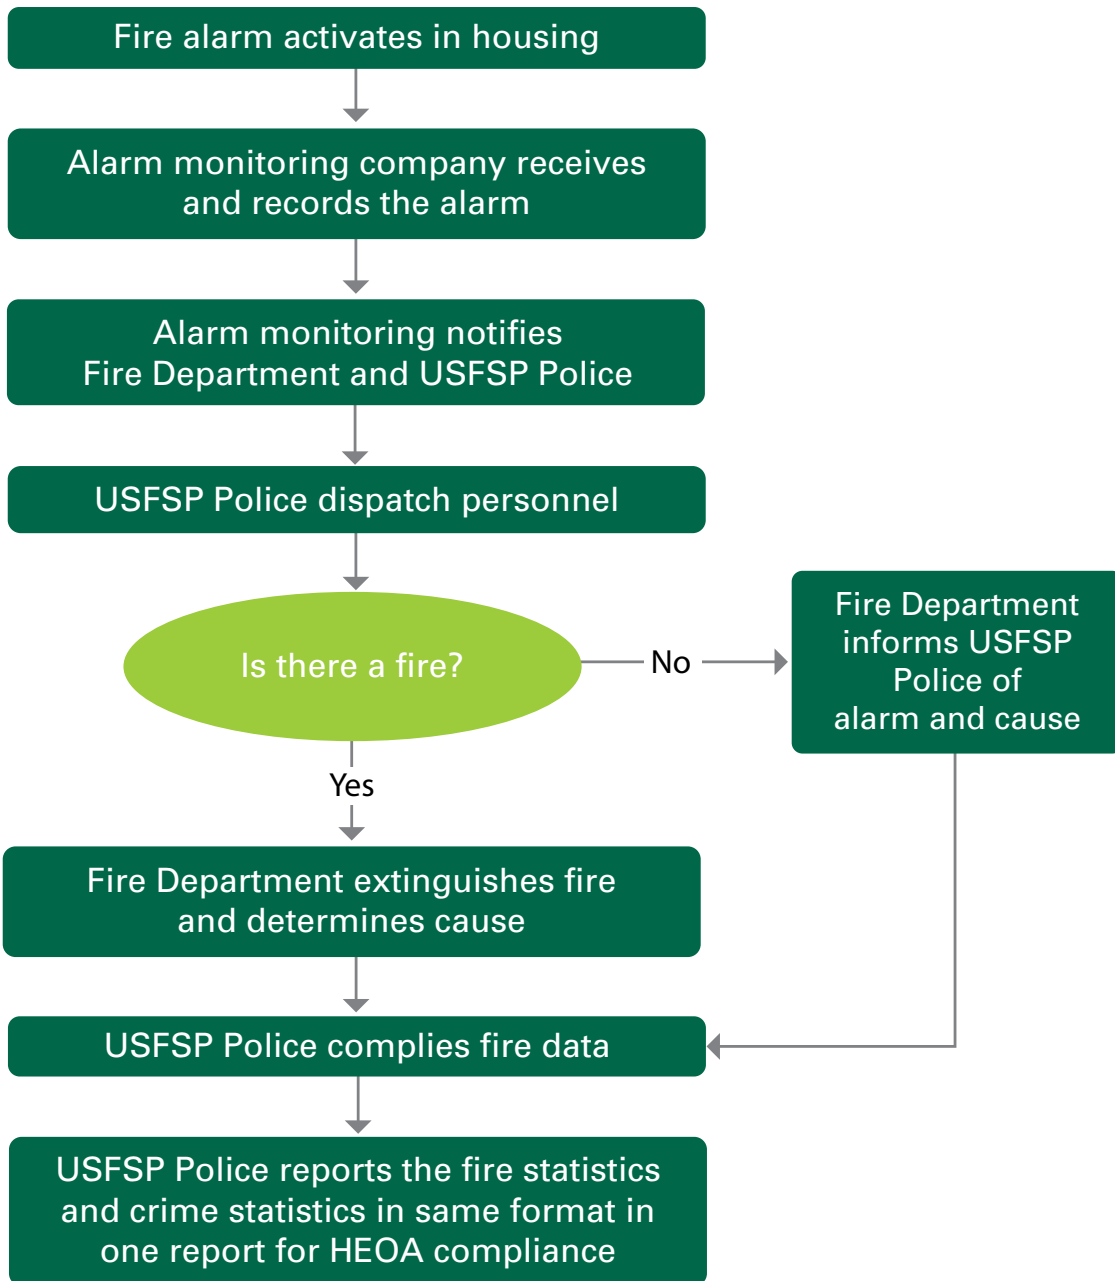 Fire alarm activates in housing
Alarm monitoring company receives
and records the alarm
Alarm monitoring notifies
Fire Department and USFSP Police
USFSP Police dispatch personnel
Is there a fire?
No
Fire Department
informs USFSP
Police of
alarm and cause
Yes
Fire Department extinguishes fire
and determines cause
USFSP Police complies fire data
USFSP Police reports the fire statistics
and crime statistics in same format in
one report for HEOA compliance